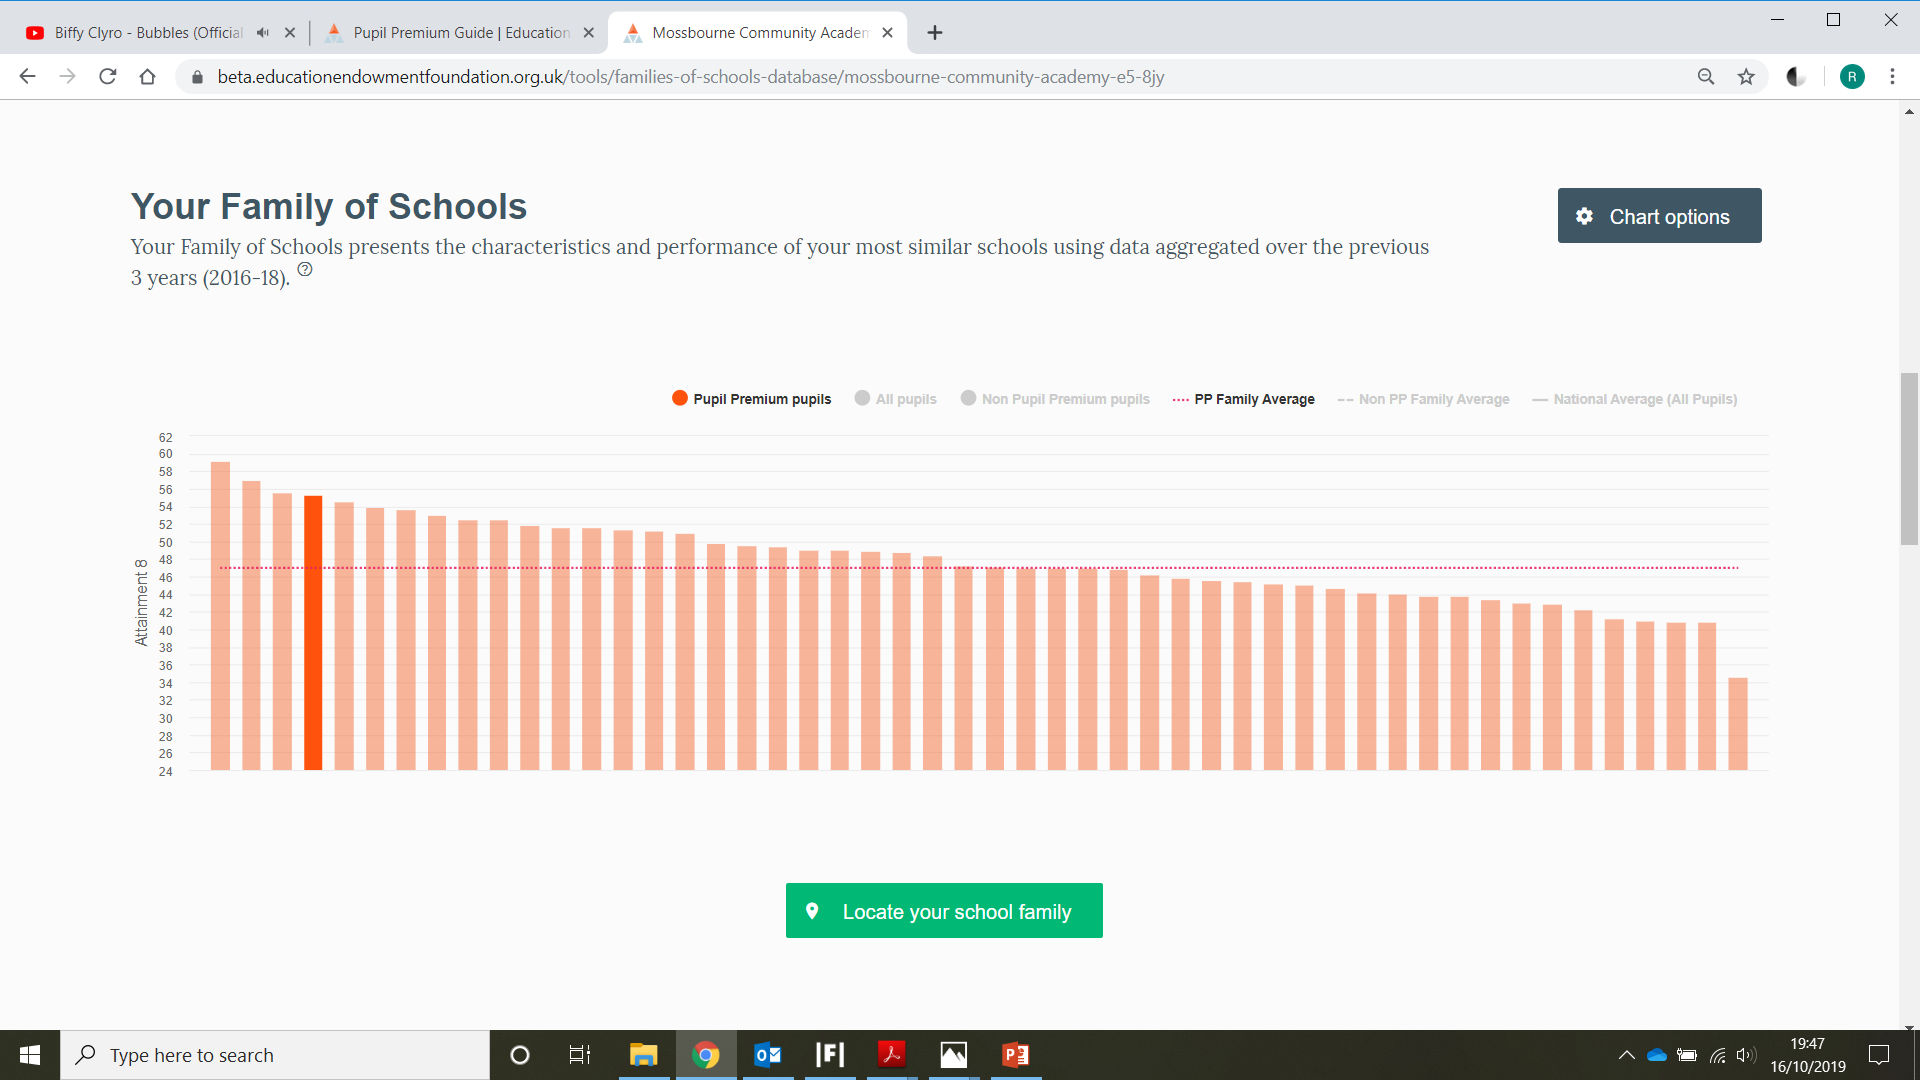 Biffy Clyro - Bubbles (Official
Pupil Premium Guide | Education
Mossbourne Community Academ
beta.educationendowmentfoundation.org.uk/tools/families-of-schools-database/mossbourne-community-academy-e5-8jy
R
Your Family of Schools
Chart options
Your Family of Schools presents the characteristics and performance of your most similar schools using data aggregated over the previous
3 years (2016-18). ?
Pupil Premium pupils
All pupils
Non Pupil Premium pupils
PP Family Average
Non PP Family Average
National Average (All Pupils)
Attainment 8
62
60
58
56
54
52
50
48
46
44
42
40
38
36
34
32
30
28
26
24
Locate your school family
Type here to search
19:47
16/10/2019